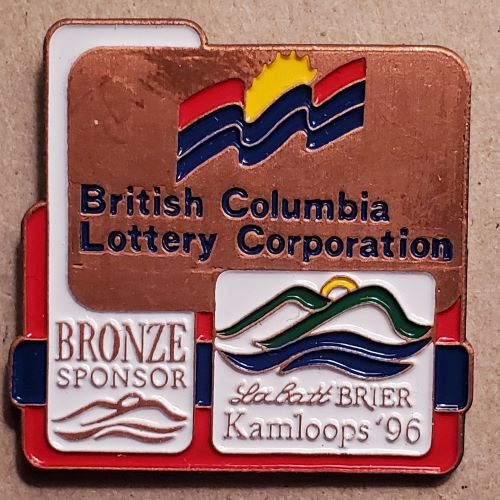 British Columbia
Lottery Corporation
BRONZE
SPONSOR
Labatt BRIER
Kamloops '96